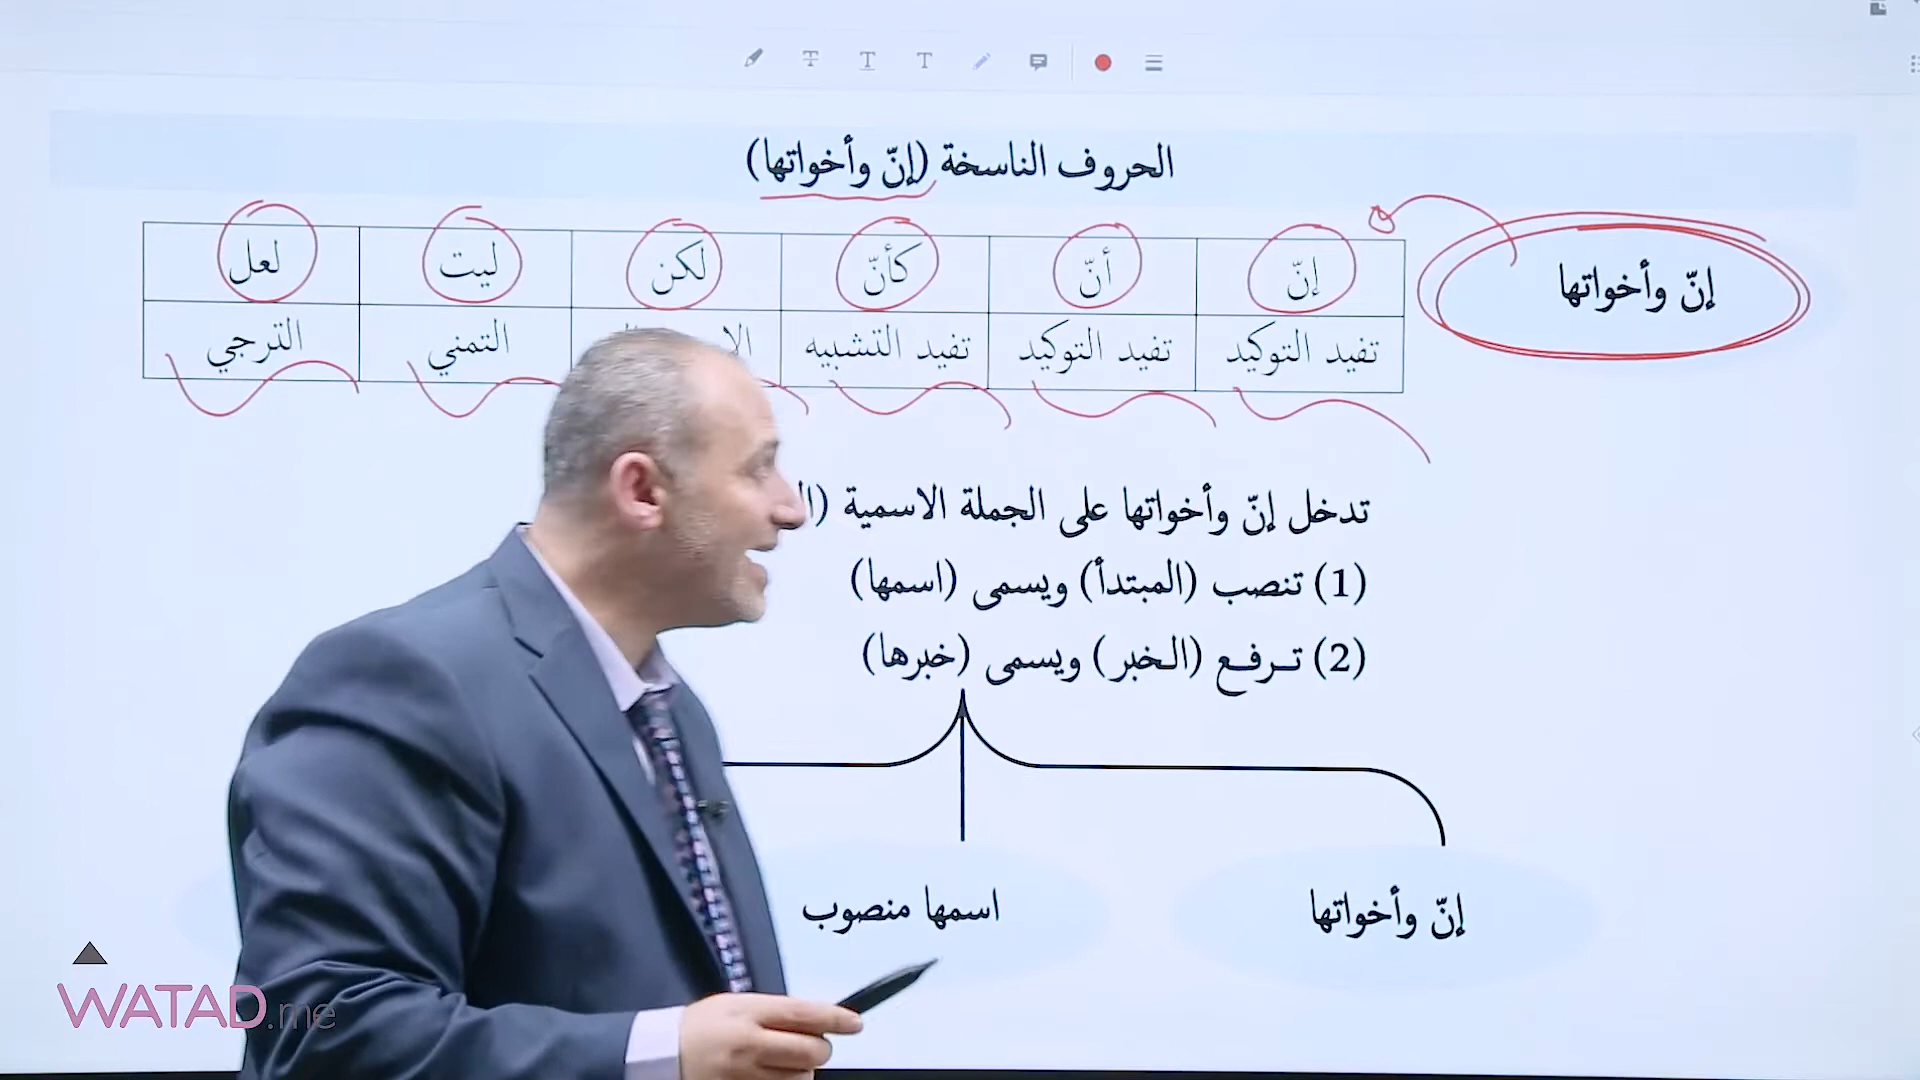 الحروف الناسخة (إنّ وأخواتها)
إنّ وأخواتها
إنّ أنّ كأنّ لكن ليت لعل
تفيد التوكيد تفيد التوكيد تفيد التشبيه التمني الترجي
تدخل إنّ وأخواتها على الجملة الاسمية
(1) تنصب (المبتدأ) ويسمى (اسمها)
(2) تـرفـع (الخبر) ويسمى (خبرها)
إنّ وأخواتها
اسمها منصوب
WATAD.me